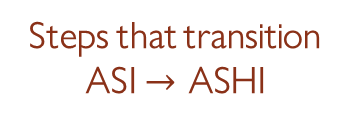 Steps that transition
ASI → ASHI